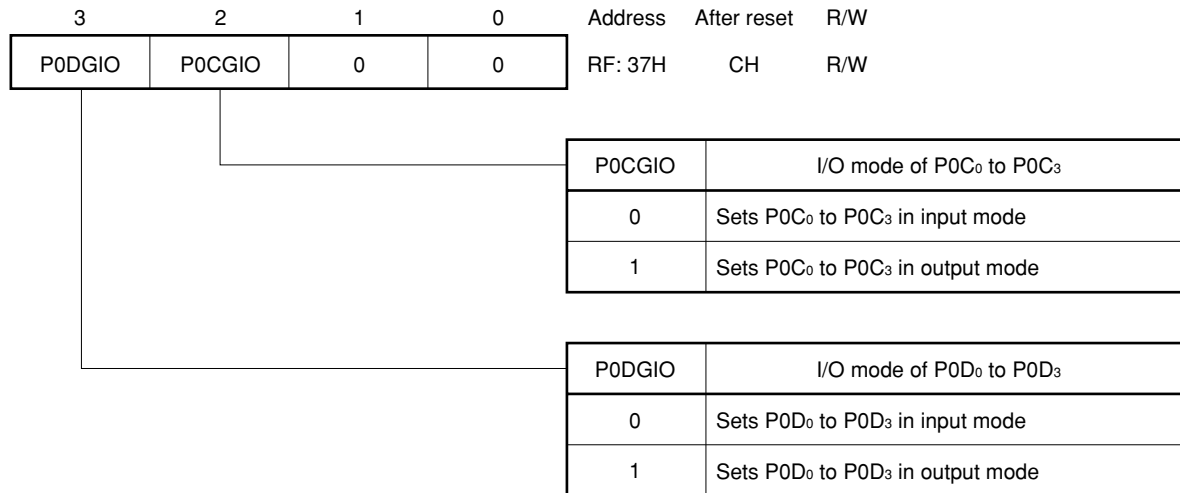 3 2 1 0 Address After reset R/W
P0DGIO P0CGIO 0 0 RF: 37H CH R/W
P0CGIO I/O mode of P0C₀ to P0C₃
0 Sets P0C₀ to P0C₃ in input mode
1 Sets P0C₀ to P0C₃ in output mode
P0DGIO I/O mode of P0D₀ to P0D₃
0 Sets P0D₀ to P0D₃ in input mode
1 Sets P0D₀ to P0D₃ in output mode